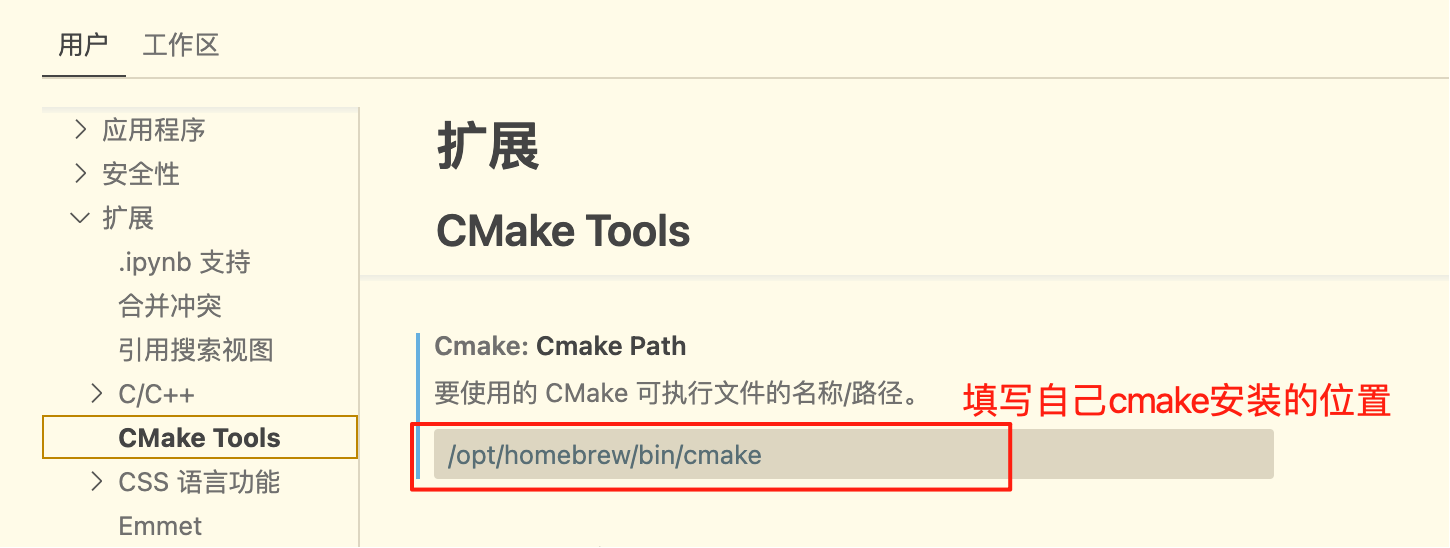 用户 工作区
应用程序
安全性
扩展
.ipynb 支持
合并冲突
引用搜索视图
C/C++
CMake Tools
CSS 语言功能
Emmet
扩展
CMake Tools
Cmake: Cmake Path
要使用的 CMake 可执行文件的名称/路径。
填写自己cmake安装的位置
/opt/homebrew/bin/cmake